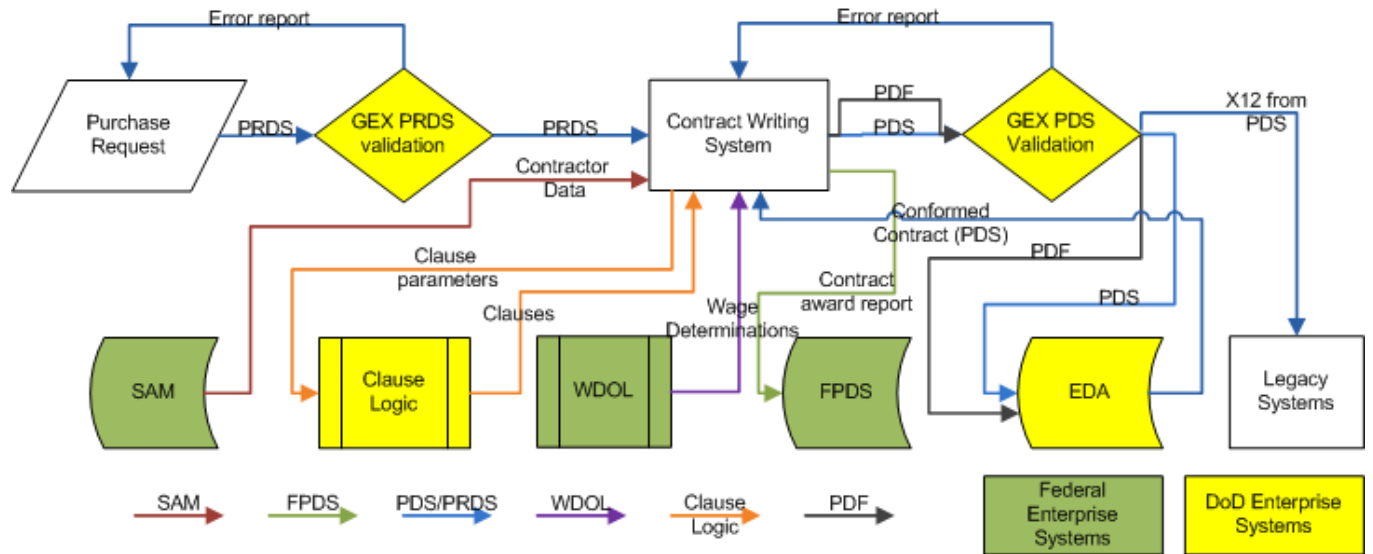 Error report
Error report
Purchase
Request
PRDS
GEX PRDS
validation
PRDS
Contract Writing
System
PDF
PDS
GEX PDS
Validation
X12 from
PDS
Contractor
Data
Conformed
Contract (PDS)
PDF
Clause
parameters
Contract
award report
PDS
Clauses
Wage
Determinations
SAM
Clause
Logic
WDOL
FPDS
EDA
Legacy
Systems
SAM
FPDS
PDS/PRDS
WDOL
Clause
Logic
PDF
Federal
Enterprise
Systems
DoD Enterprise
Systems